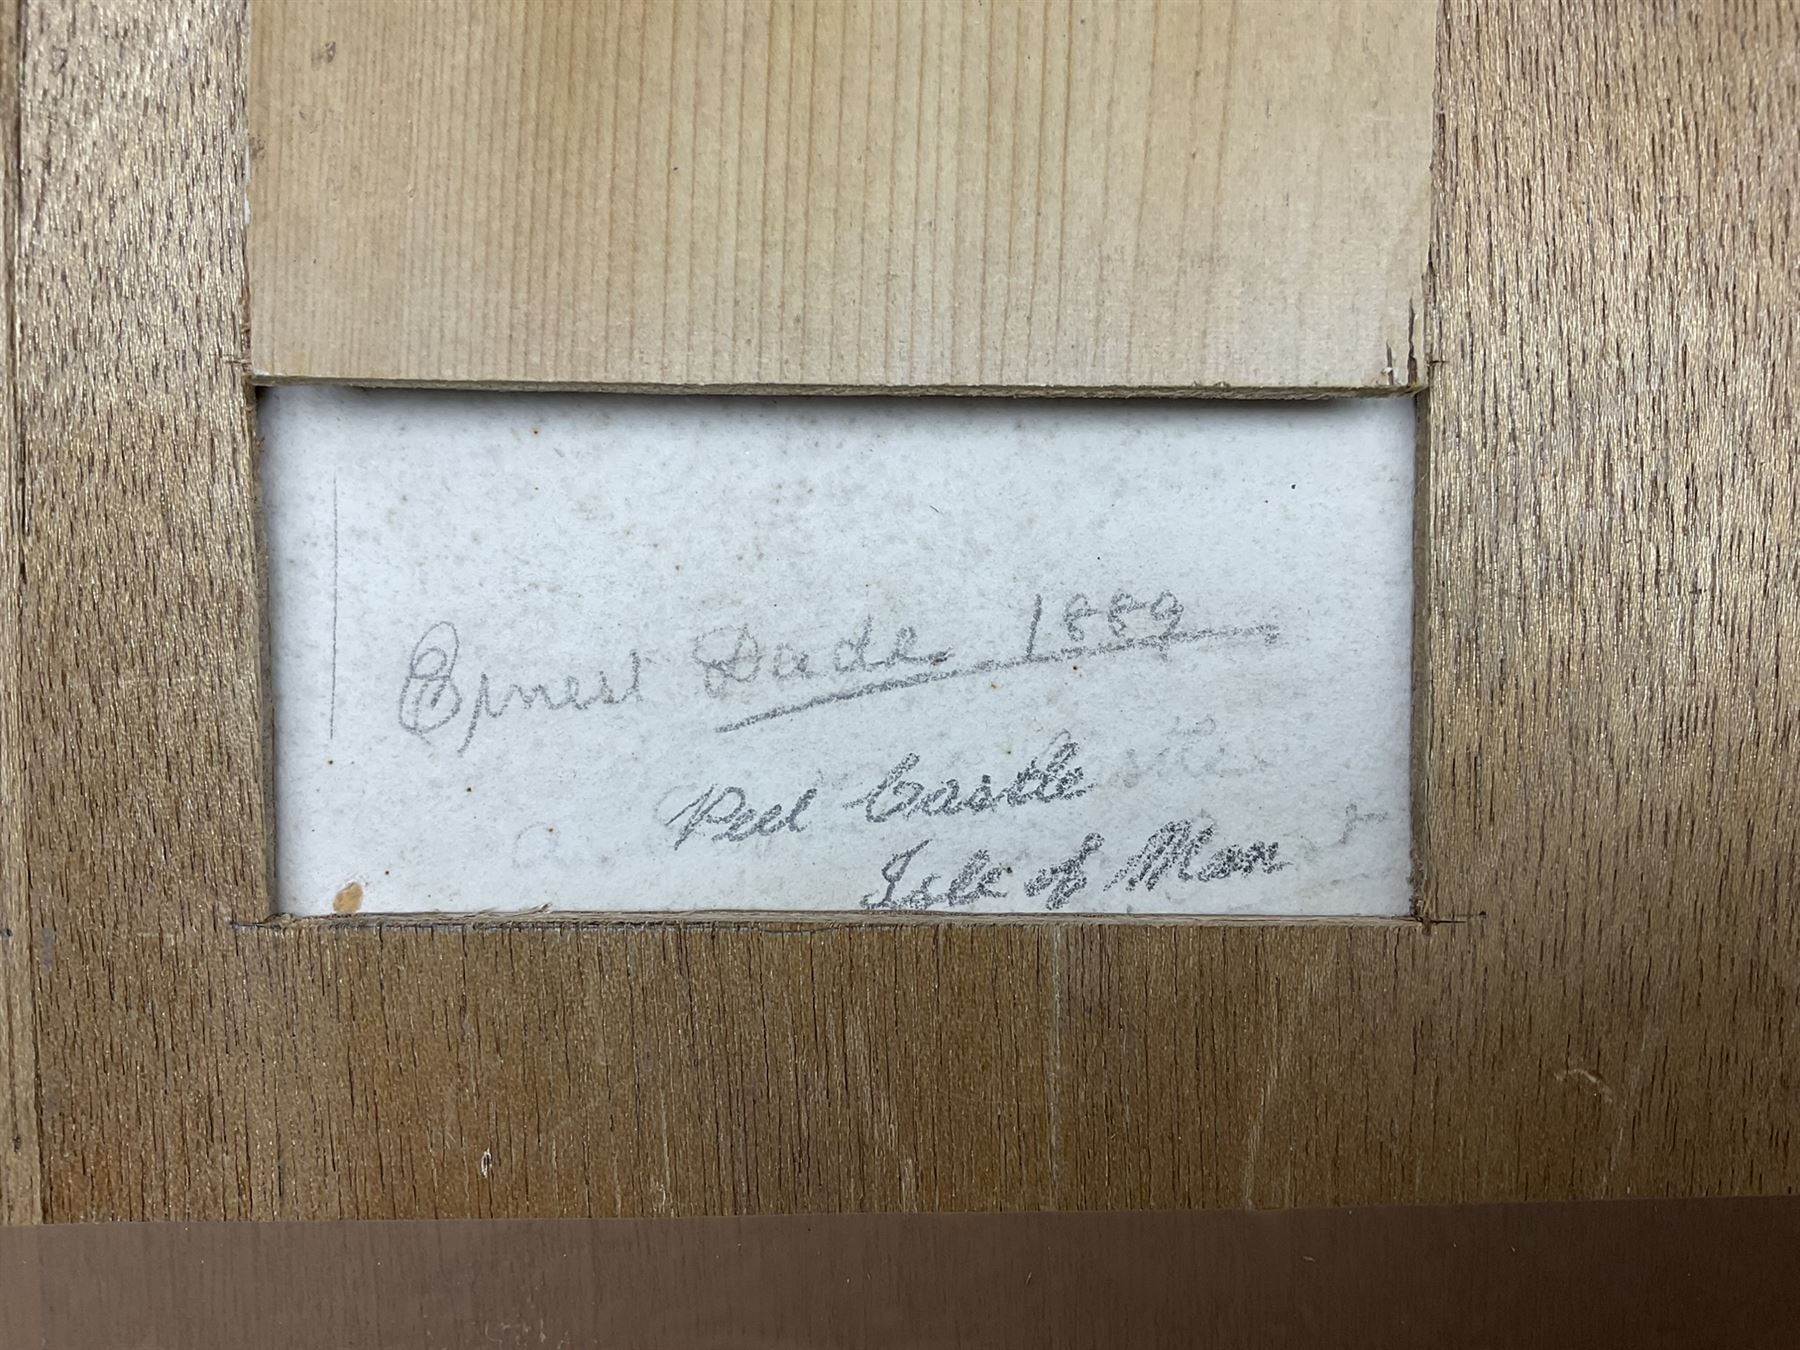 Ernest Dade 1889
Peel Castle
Isle of Man